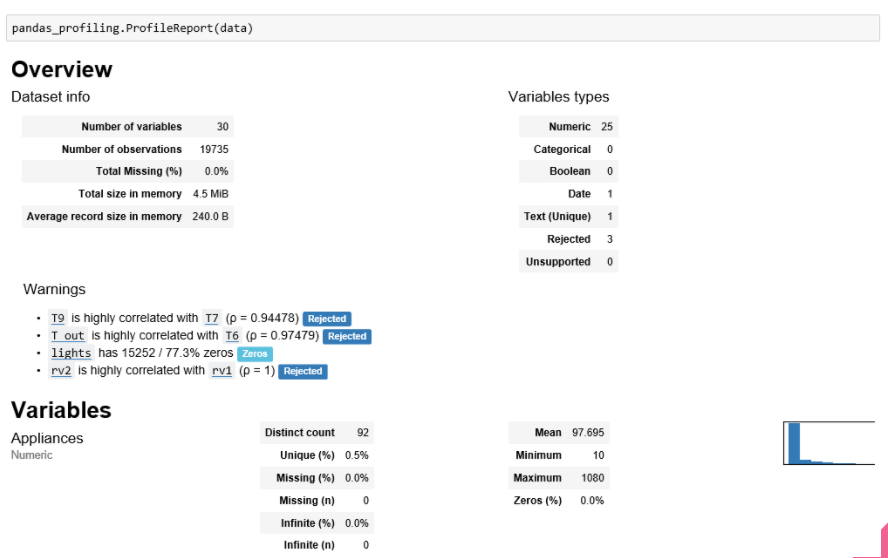 pandas_profiling.ProfileReport(data)
Overview
Dataset info
Number of variables 30
Number of observations 19735
Total Missing (%) 0.0%
Total size in memory 4.5 MiB
Average record size in memory 240.0 B
Variables types
Numeric 25
Categorical 0
Boolean 0
Date 1
Text (Unique) 1
Rejected 3
Unsupported 0
Warnings
• T9 is highly correlated with T7 (ρ = 0.94478) Rejected
• T_out is highly correlated with T6 (ρ = 0.97479) Rejected
• lights has 15252 / 77.3% zeros Zeros
• rv2 is highly correlated with rv1 (ρ = 1) Rejected
Variables
Appliances
Numeric
Distinct count 92
Unique (%) 0.5%
Missing (%) 0.0%
Missing (n) 0
Infinite (%) 0.0%
Infinite (n) 0
Mean 97.695
Minimum 10
Maximum 1080
Zeros (%) 0.0%